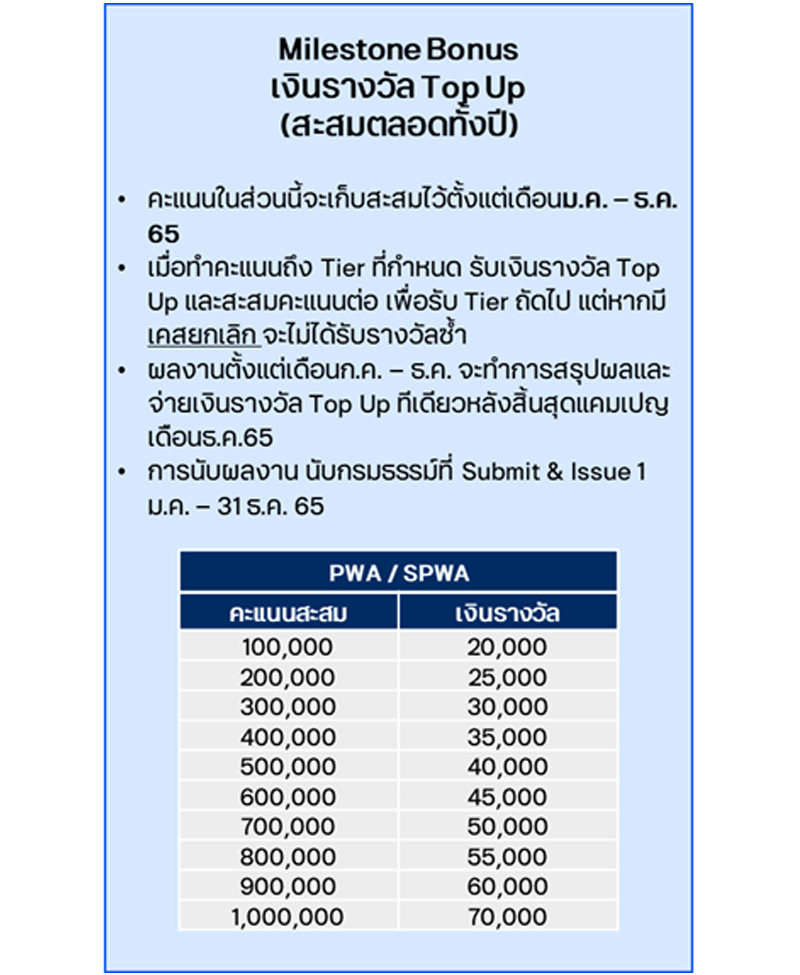 Milestone Bonus
เงินรางวัล Top Up
(สะสมตลอดทั้งปี)
• คะแนนในส่วนนี้จะเก็บสะสมไว้ตั้งแต่เดือนม.ค. – ธ.ค.
65
• เมื่อทำคะแนนถึง Tier ที่กำหนด รับเงินรางวัล Top
Up และสะสมคะแนนต่อ เพื่อรับ Tier ถัดไป แต่หากมี
เคสยกเลิก จะไม่ได้รับรางวัลซ้ำ
• ผลงานตั้งแต่เดือนก.ค. – ธ.ค. จะทำการสรุปผลและ
จ่ายเงินรางวัล Top Up ทีเดียวหลังสิ้นสุดแคมเปญ
เดือนธ.ค.65
• การนับผลงาน นับกรมธรรม์ที่ Submit & Issue 1
ม.ค. – 31 ธ.ค. 65
PWA / SPWA
คะแนนสะสม เงินรางวัล
100,000 20,000
200,000 25,000
300,000 30,000
400,000 35,000
500,000 40,000
600,000 45,000
700,000 50,000
800,000 55,000
900,000 60,000
1,000,000 70,000